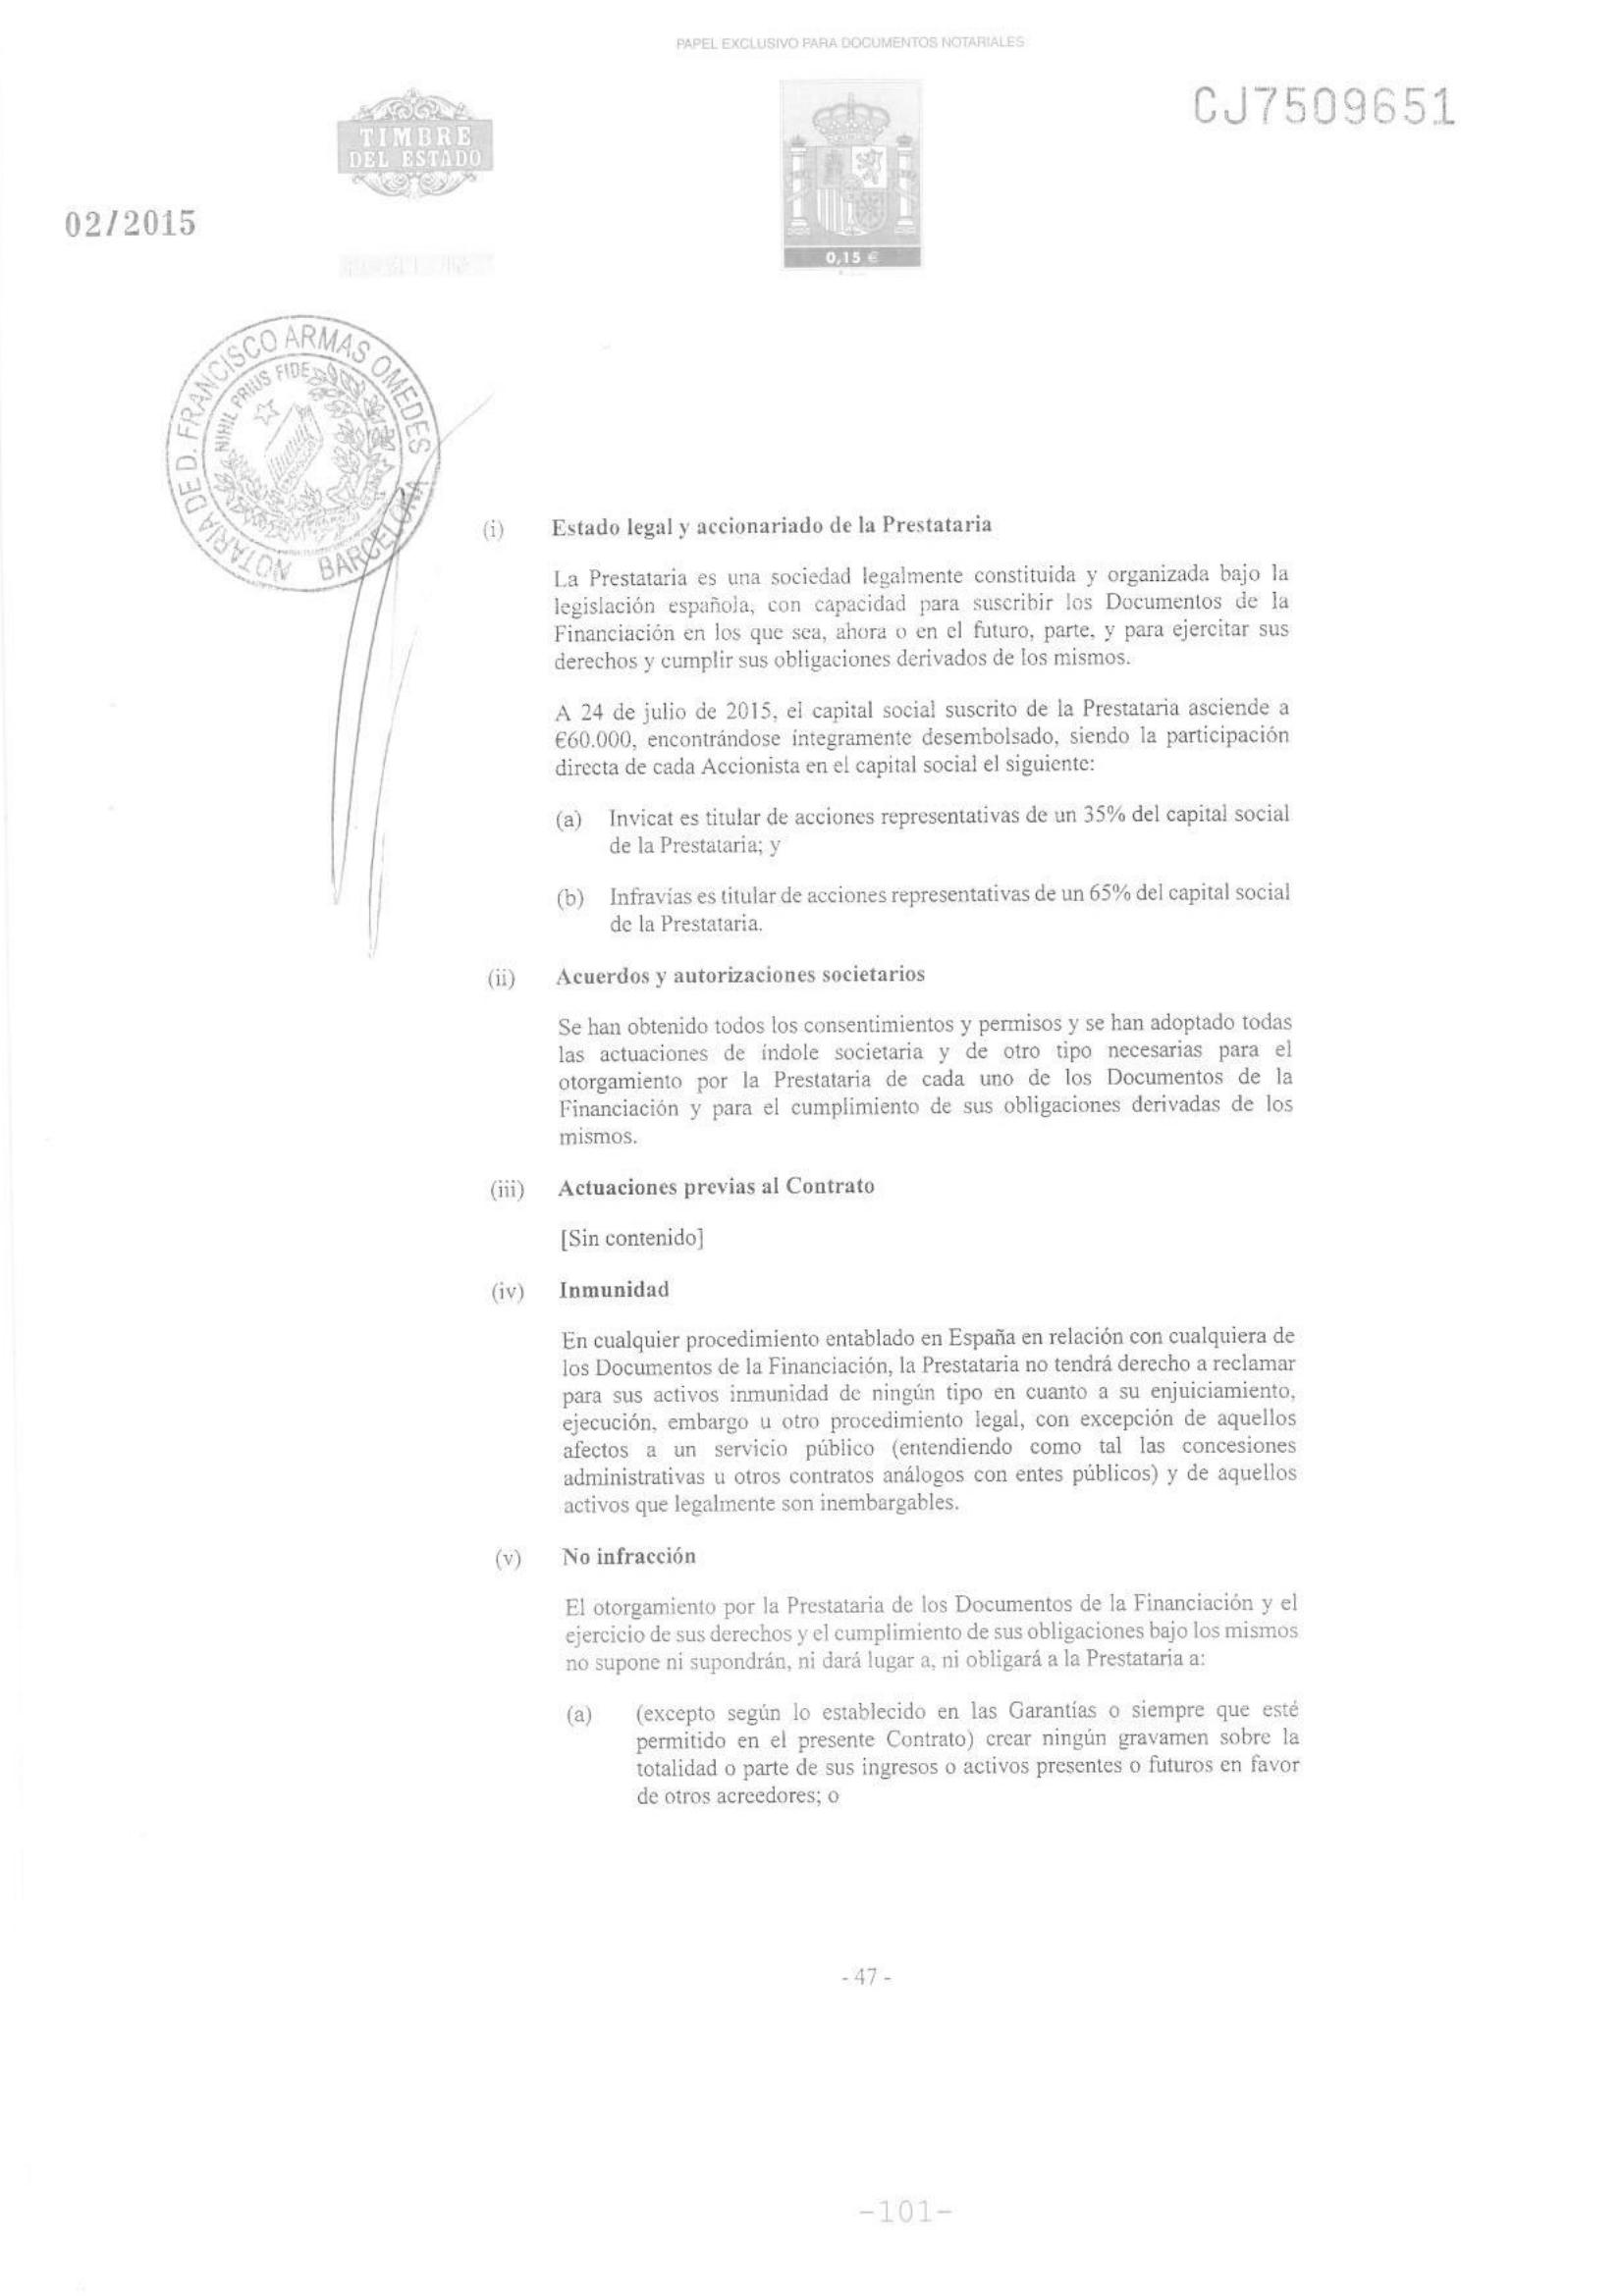 PAPEL EXCLUSIVO PARA DOCUMENTOS NOTARIALES
CJ7509651
TIMBRE
DEL ESTADO
02/2015
0,15 €
NOTARIA DE D. FRANCISCO ARMAS OMEDES
NIHIL PRIUS FIDE
BARCELONA
(i) Estado legal y accionariado de la Prestataria
La Prestataria es una sociedad legalmente constituida y organizada bajo la
legislación española, con capacidad para suscribir los Documentos de la
Financiación en los que sea, ahora o en el futuro, parte, y para ejercitar sus
derechos y cumplir sus obligaciones derivados de los mismos.
A 24 de julio de 2015, el capital social suscrito de la Prestataria asciende a
€60.000, encontrándose íntegramente desembolsado, siendo la participación
directa de cada Accionista en el capital social el siguiente:
(a) Invicat es titular de acciones representativas de un 35% del capital social
de la Prestataria; y
(b) Infravías es titular de acciones representativas de un 65% del capital social
de la Prestataria.
(ii) Acuerdos y autorizaciones societarios
Se han obtenido todos los consentimientos y permisos y se han adoptado todas
las actuaciones de índole societaria y de otro tipo necesarias para el
otorgamiento por la Prestataria de cada uno de los Documentos de la
Financiación y para el cumplimiento de sus obligaciones derivadas de los
mismos.
(iii) Actuaciones previas al Contrato
[Sin contenido]
(iv) Inmunidad
En cualquier procedimiento entablado en España en relación con cualquiera de
los Documentos de la Financiación, la Prestataria no tendrá derecho a reclamar
para sus activos inmunidad de ningún tipo en cuanto a su enjuiciamiento,
ejecución, embargo u otro procedimiento legal, con excepción de aquellos
afectos a un servicio público (entendiendo como tal las concesiones
administrativas u otros contratos análogos con entes públicos) y de aquellos
activos que legalmente son inembargables.
(v) No infracción
El otorgamiento por la Prestataria de los Documentos de la Financiación y el
ejercicio de sus derechos y el cumplimiento de sus obligaciones bajo los mismos
no supone ni supondrán, ni dará lugar a, ni obligará a la Prestataria a:
(a) (excepto según lo establecido en las Garantías o siempre que esté
permitido en el presente Contrato) crear ningún gravamen sobre la
totalidad o parte de sus ingresos o activos presentes o futuros en favor
de otros acreedores; o
- 47 -
-101-